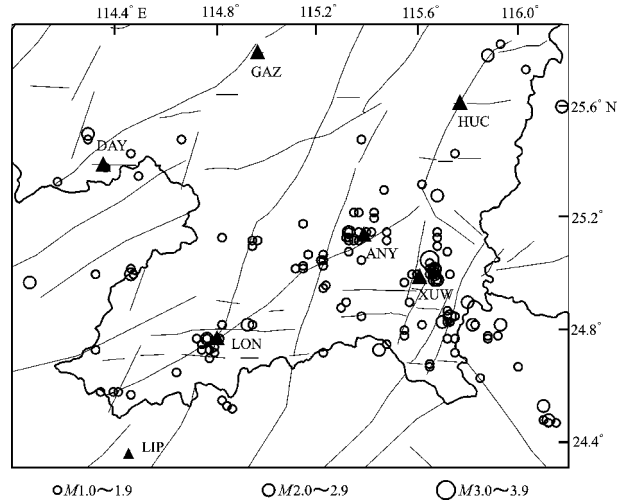 114.4° E 114.8° 115.2° 115.6° 116.0°
GAZ
25.6° N
HUC
DAY
25.2°
ANY
XUW
LON
24.8°
LIP
24.4°
M1.0～1.9 M2.0～2.9 M3.0～3.9